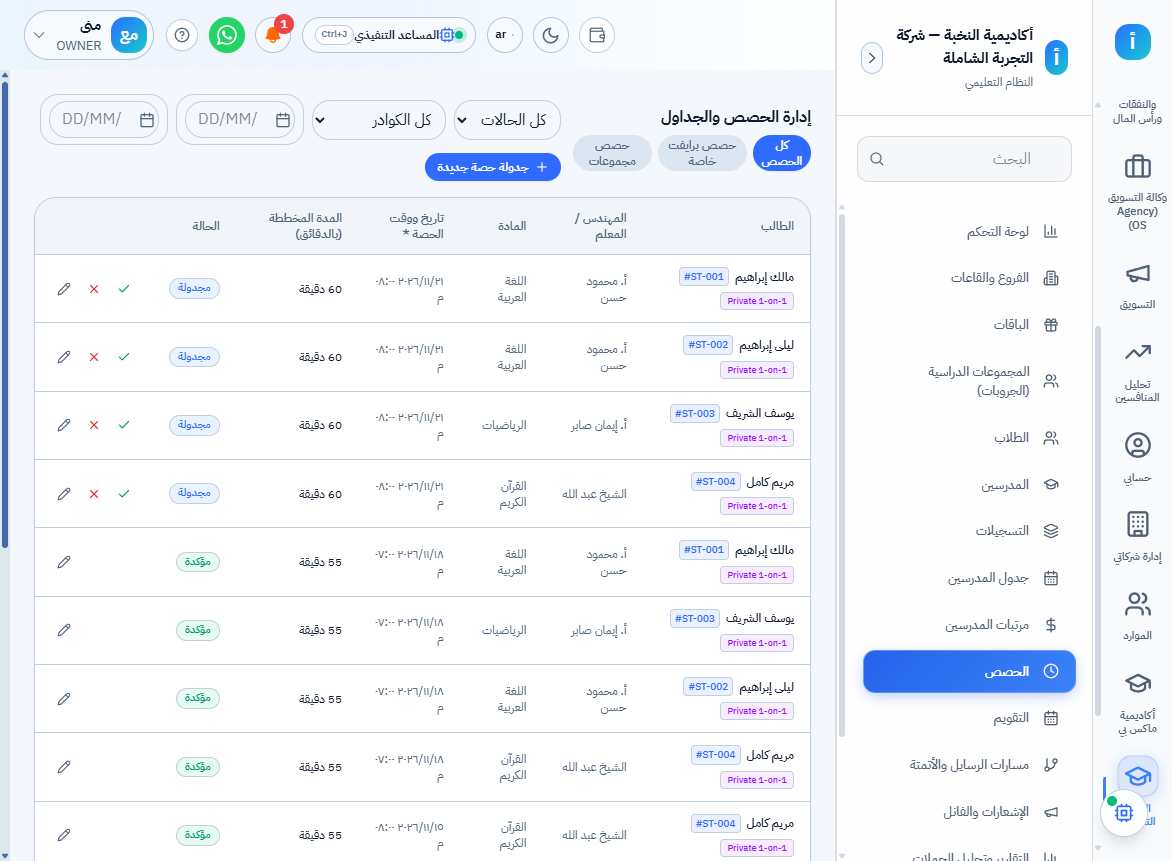 أ
والنفقات
ورأس المال
وكالة التسويق
(Agency
OS)
التسويق
تحليل
المنافسين
حسابي
إدارة شركاتي
الموارد
أكاديمية
ماكس بي
أ
أكاديمية النخبة — شركة
التجربة الشاملة
النظام التعليمي
البحث
لوحة التحكم
الفروع والقاعات
الباقات
المجموعات الدراسية
(الجروبات)
الطلاب
المدرسين
التسجيلات
جدول المدرسين
مرتبات المدرسين
الحصص
التقويم
مسارات الرسايل والأتمتة
الإشعارات والفانل
التقارير وتحليل الحملات
ar
المساعد التنفيذي
Ctrl+J
1
مع
منى
OWNER
إدارة الحصص والجداول
كل الحصص
حصص برايفت خاصة
حصص مجموعات
كل الحالات
كل الكوادر
DD/MM/
DD/MM/
+ جدولة حصة جديدة
الطالب
المهندس / المعلم
المادة
تاريخ ووقت الحصة *
المدة المخططة (بالدقائق)
الحالة
مالك إبراهيم #ST-001
Private 1-on-1
أ. محمود حسن
اللغة العربية
٢٠٢٦/١١/٢١ ٠٨:٠٠ م
60 دقيقة
مجدولة
ليلى إبراهيم #ST-002
Private 1-on-1
أ. محمود حسن
اللغة العربية
٢٠٢٦/١١/٢١ ٠٨:٠٠ م
60 دقيقة
مجدولة
يوسف الشريف #ST-003
Private 1-on-1
أ. إيمان صابر
الرياضيات
٢٠٢٦/١١/٢١ ٠٨:٠٠ م
60 دقيقة
مجدولة
مريم كامل #ST-004
Private 1-on-1
الشيخ عبد الله
القرآن الكريم
٢٠٢٦/١١/٢١ ٠٨:٠٠ م
60 دقيقة
مجدولة
مالك إبراهيم #ST-001
Private 1-on-1
أ. محمود حسن
اللغة العربية
٢٠٢٦/١١/١٨ ٠٧:٠٠ م
55 دقيقة
مؤكدة
يوسف الشريف #ST-003
Private 1-on-1
أ. إيمان صابر
الرياضيات
٢٠٢٦/١١/١٨ ٠٧:٠٠ م
55 دقيقة
مؤكدة
ليلى إبراهيم #ST-002
Private 1-on-1
أ. محمود حسن
اللغة العربية
٢٠٢٦/١١/١٨ ٠٧:٠٠ م
55 دقيقة
مؤكدة
مريم كامل #ST-004
Private 1-on-1
القرآن الكريم
الشيخ عبد الله
٢٠٢٦/١١/١٨ ٠٧:٠٠ م
55 دقيقة
مؤكدة
مريم كامل #ST-004
Private 1-on-1
الشيخ عبد الله
القرآن الكريم
٢٠٢٦/١١/١٥ ٠٧:٠٠ م
55 دقيقة
مؤكدة